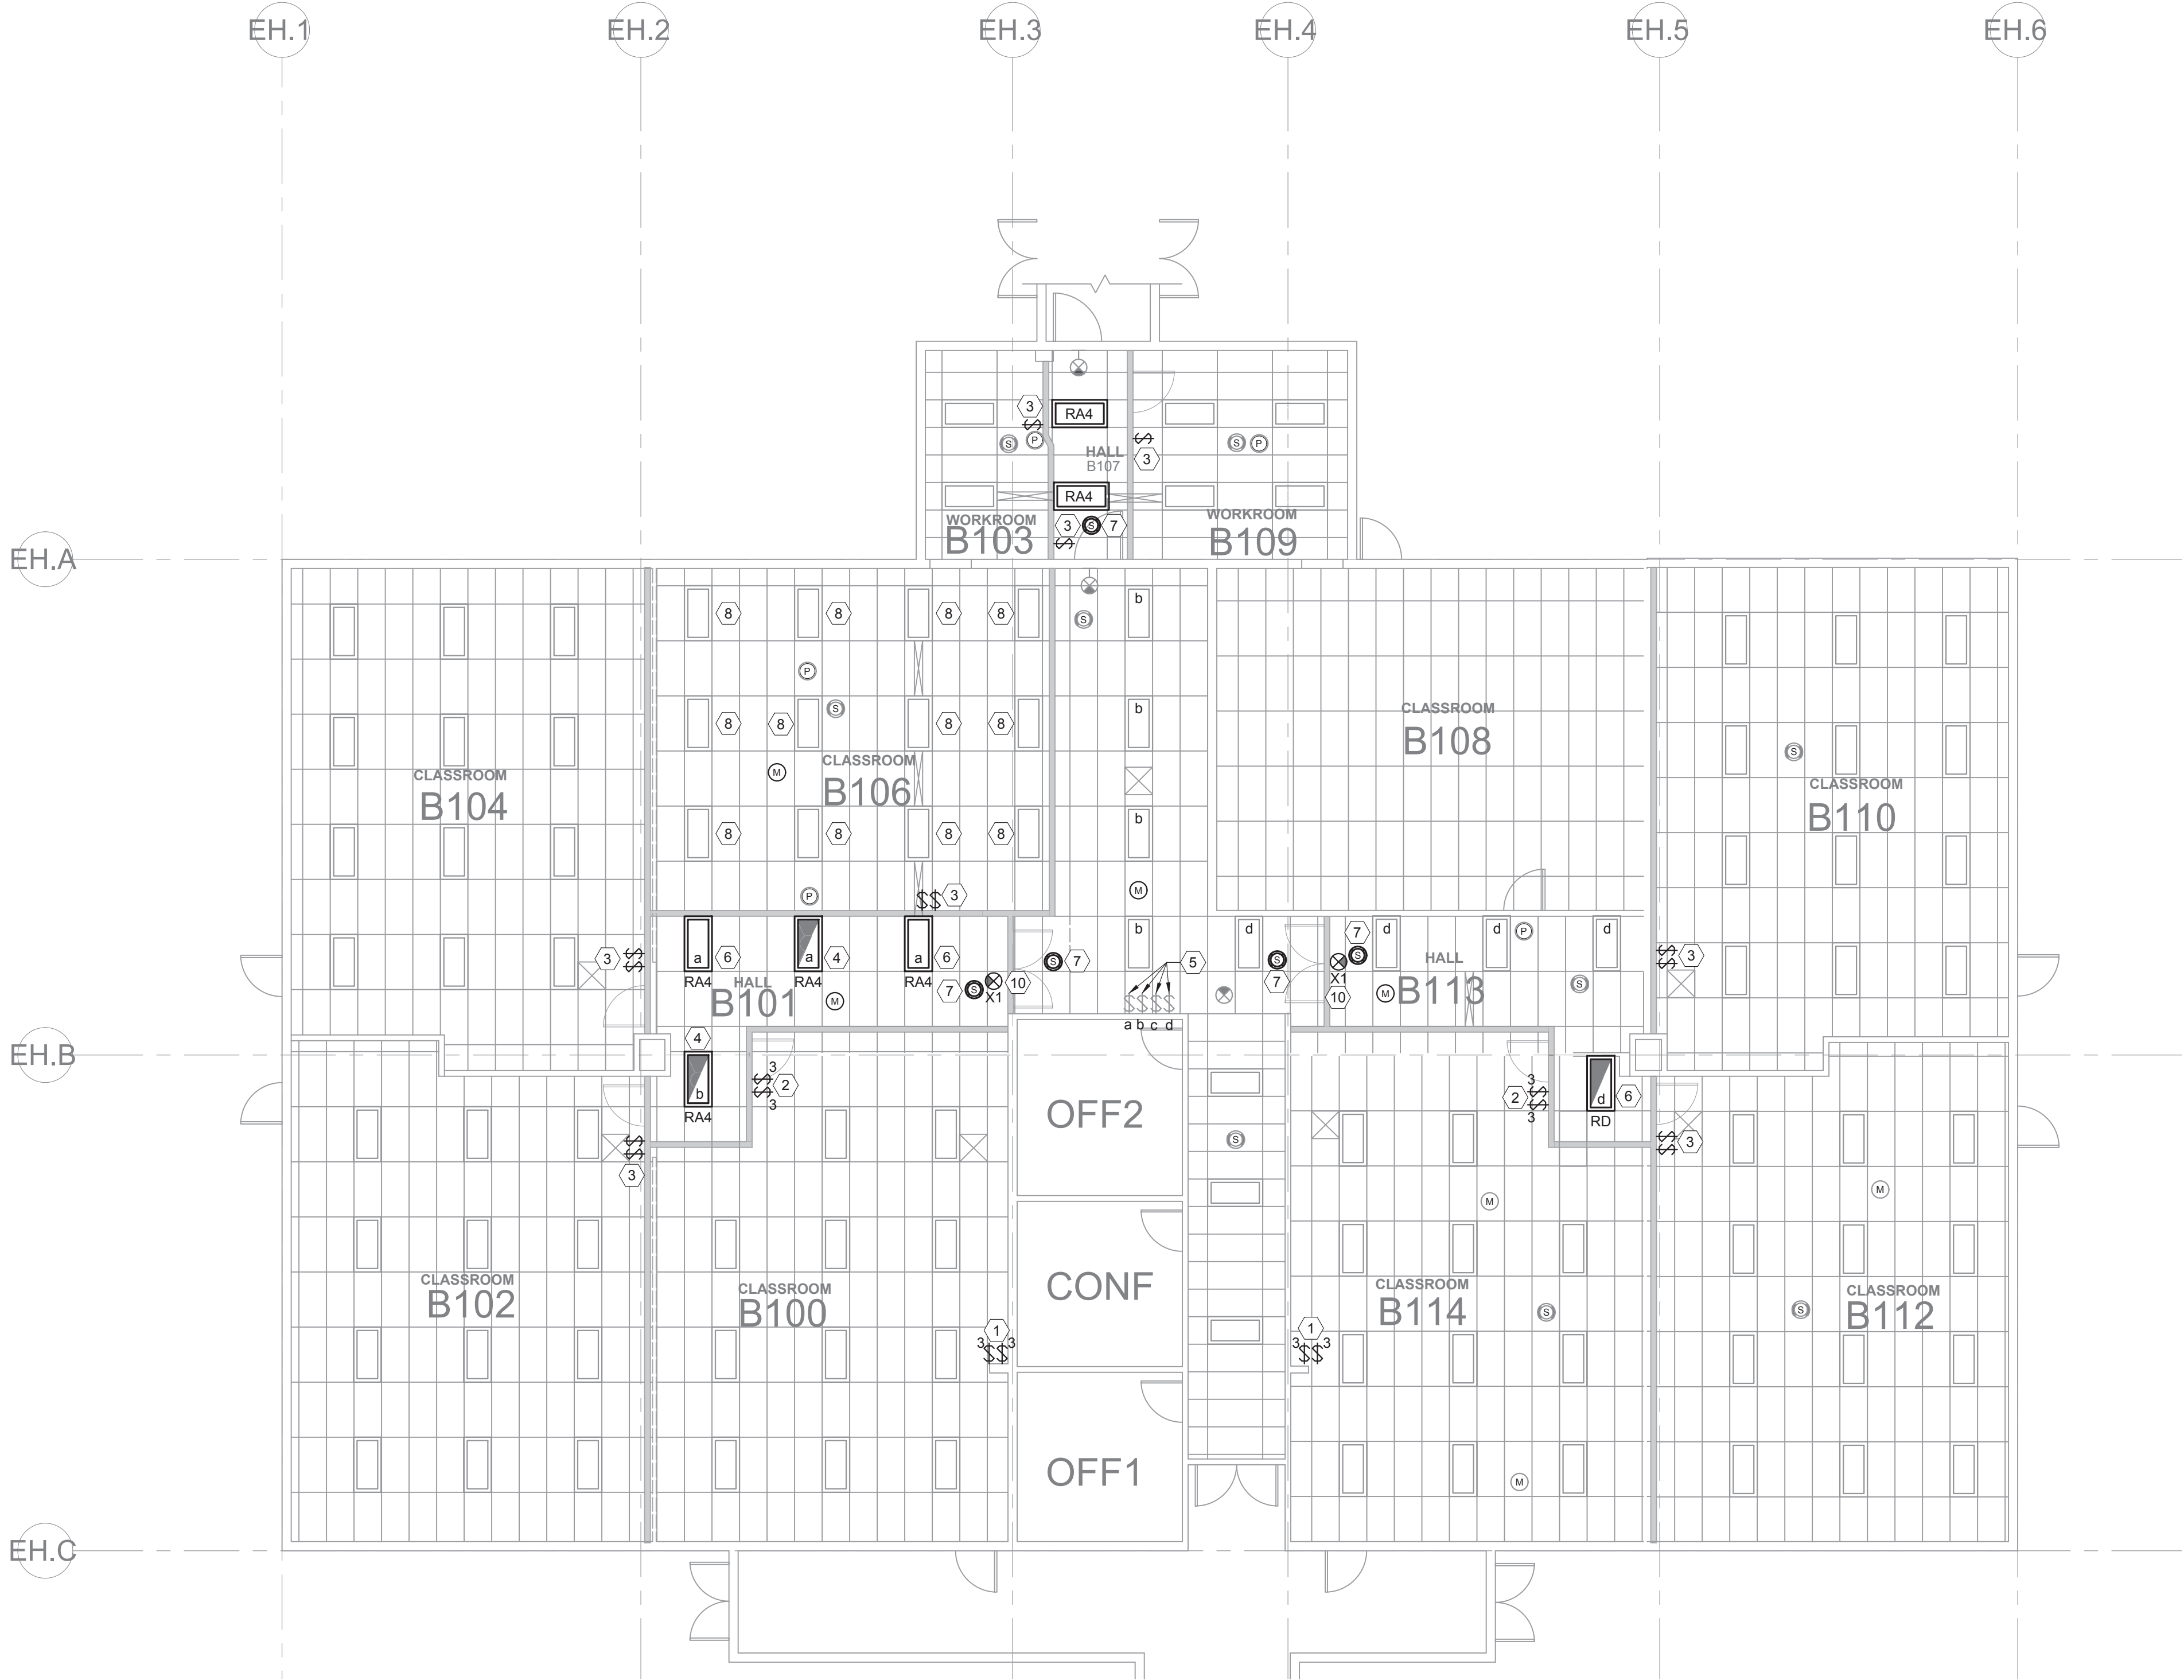 EH.1 EH.2 EH.3 EH.4 EH.5 EH.6
3 RA4
S P $ HALL B107 $ 3 S P
RA4
WORKROOM
B103
3 S 7
$
WORKROOM
B109
EH.A
8 8 8 8 S b
P
8 8 S 8 8 b
CLASSROOM
B108
CLASSROOM
B104
M
CLASSROOM
B106
S
CLASSROOM
B110
8 8 8 8 b
P $$ 3 M
3 $$ a 6 a 4 a 6 S 7 b 5 d S 7 7 S d d P d $$ 3
RA4 RA4 RA4
HALL
B101
M 7 S X1 10
$$$$
a b c d
X1
10
M
HALL
B113
S
EH.B
4
b
RA4
3
$$ 2
3
OFF2
3
2 $$
3
d 6
RD
$$
3
S
$$ 3
M M
CLASSROOM
B102
CLASSROOM
B100
CONF
CLASSROOM
B114
S
S
CLASSROOM
B112
1
3 $$ 3
1
3 $$ 3
OFF1
M
EH.C